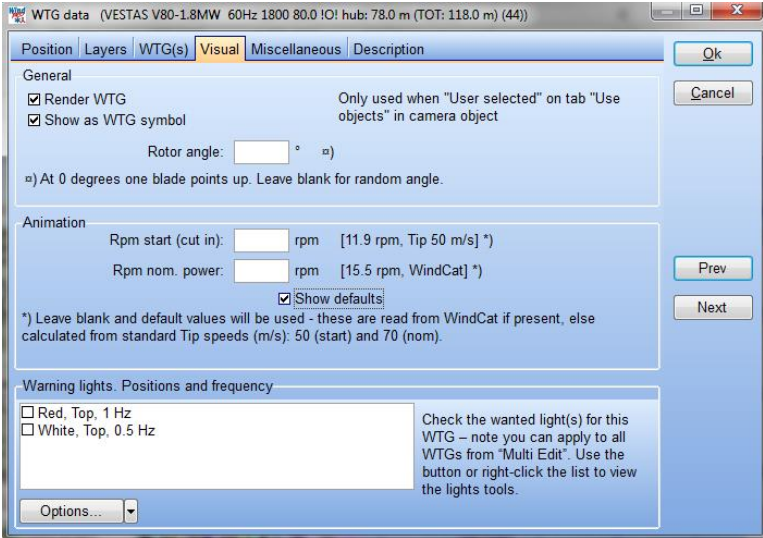 WTG data (VESTAS V80-1.8MW 60Hz 1800 80.0 !O! hub: 78.0 m (TOT: 118.0 m) (44))
Position Layers WTG(s) Visual Miscellaneous Description
Ok
Cancel
General
Render WTG
Show as WTG symbol
Only used when "User selected" on tab "Use
objects" in camera object
Rotor angle: ° ¤)
¤) At 0 degrees one blade points up. Leave blank for random angle.
Animation
Rpm start (cut in): rpm [11.9 rpm, Tip 50 m/s] *)
Rpm nom. power: rpm [15.5 rpm, WindCat] *)
Show defaults
*) Leave blank and default values will be used - these are read from WindCat if present, else
calculated from standard Tip speeds (m/s): 50 (start) and 70 (nom).
Prev
Next
Warning lights. Positions and frequency
Red, Top, 1 Hz
White, Top, 0.5 Hz
Check the wanted light(s) for this
WTG – note you can apply to all
WTGs from “Multi Edit”. Use the
button or right-click the list to view
the lights tools.
Options...